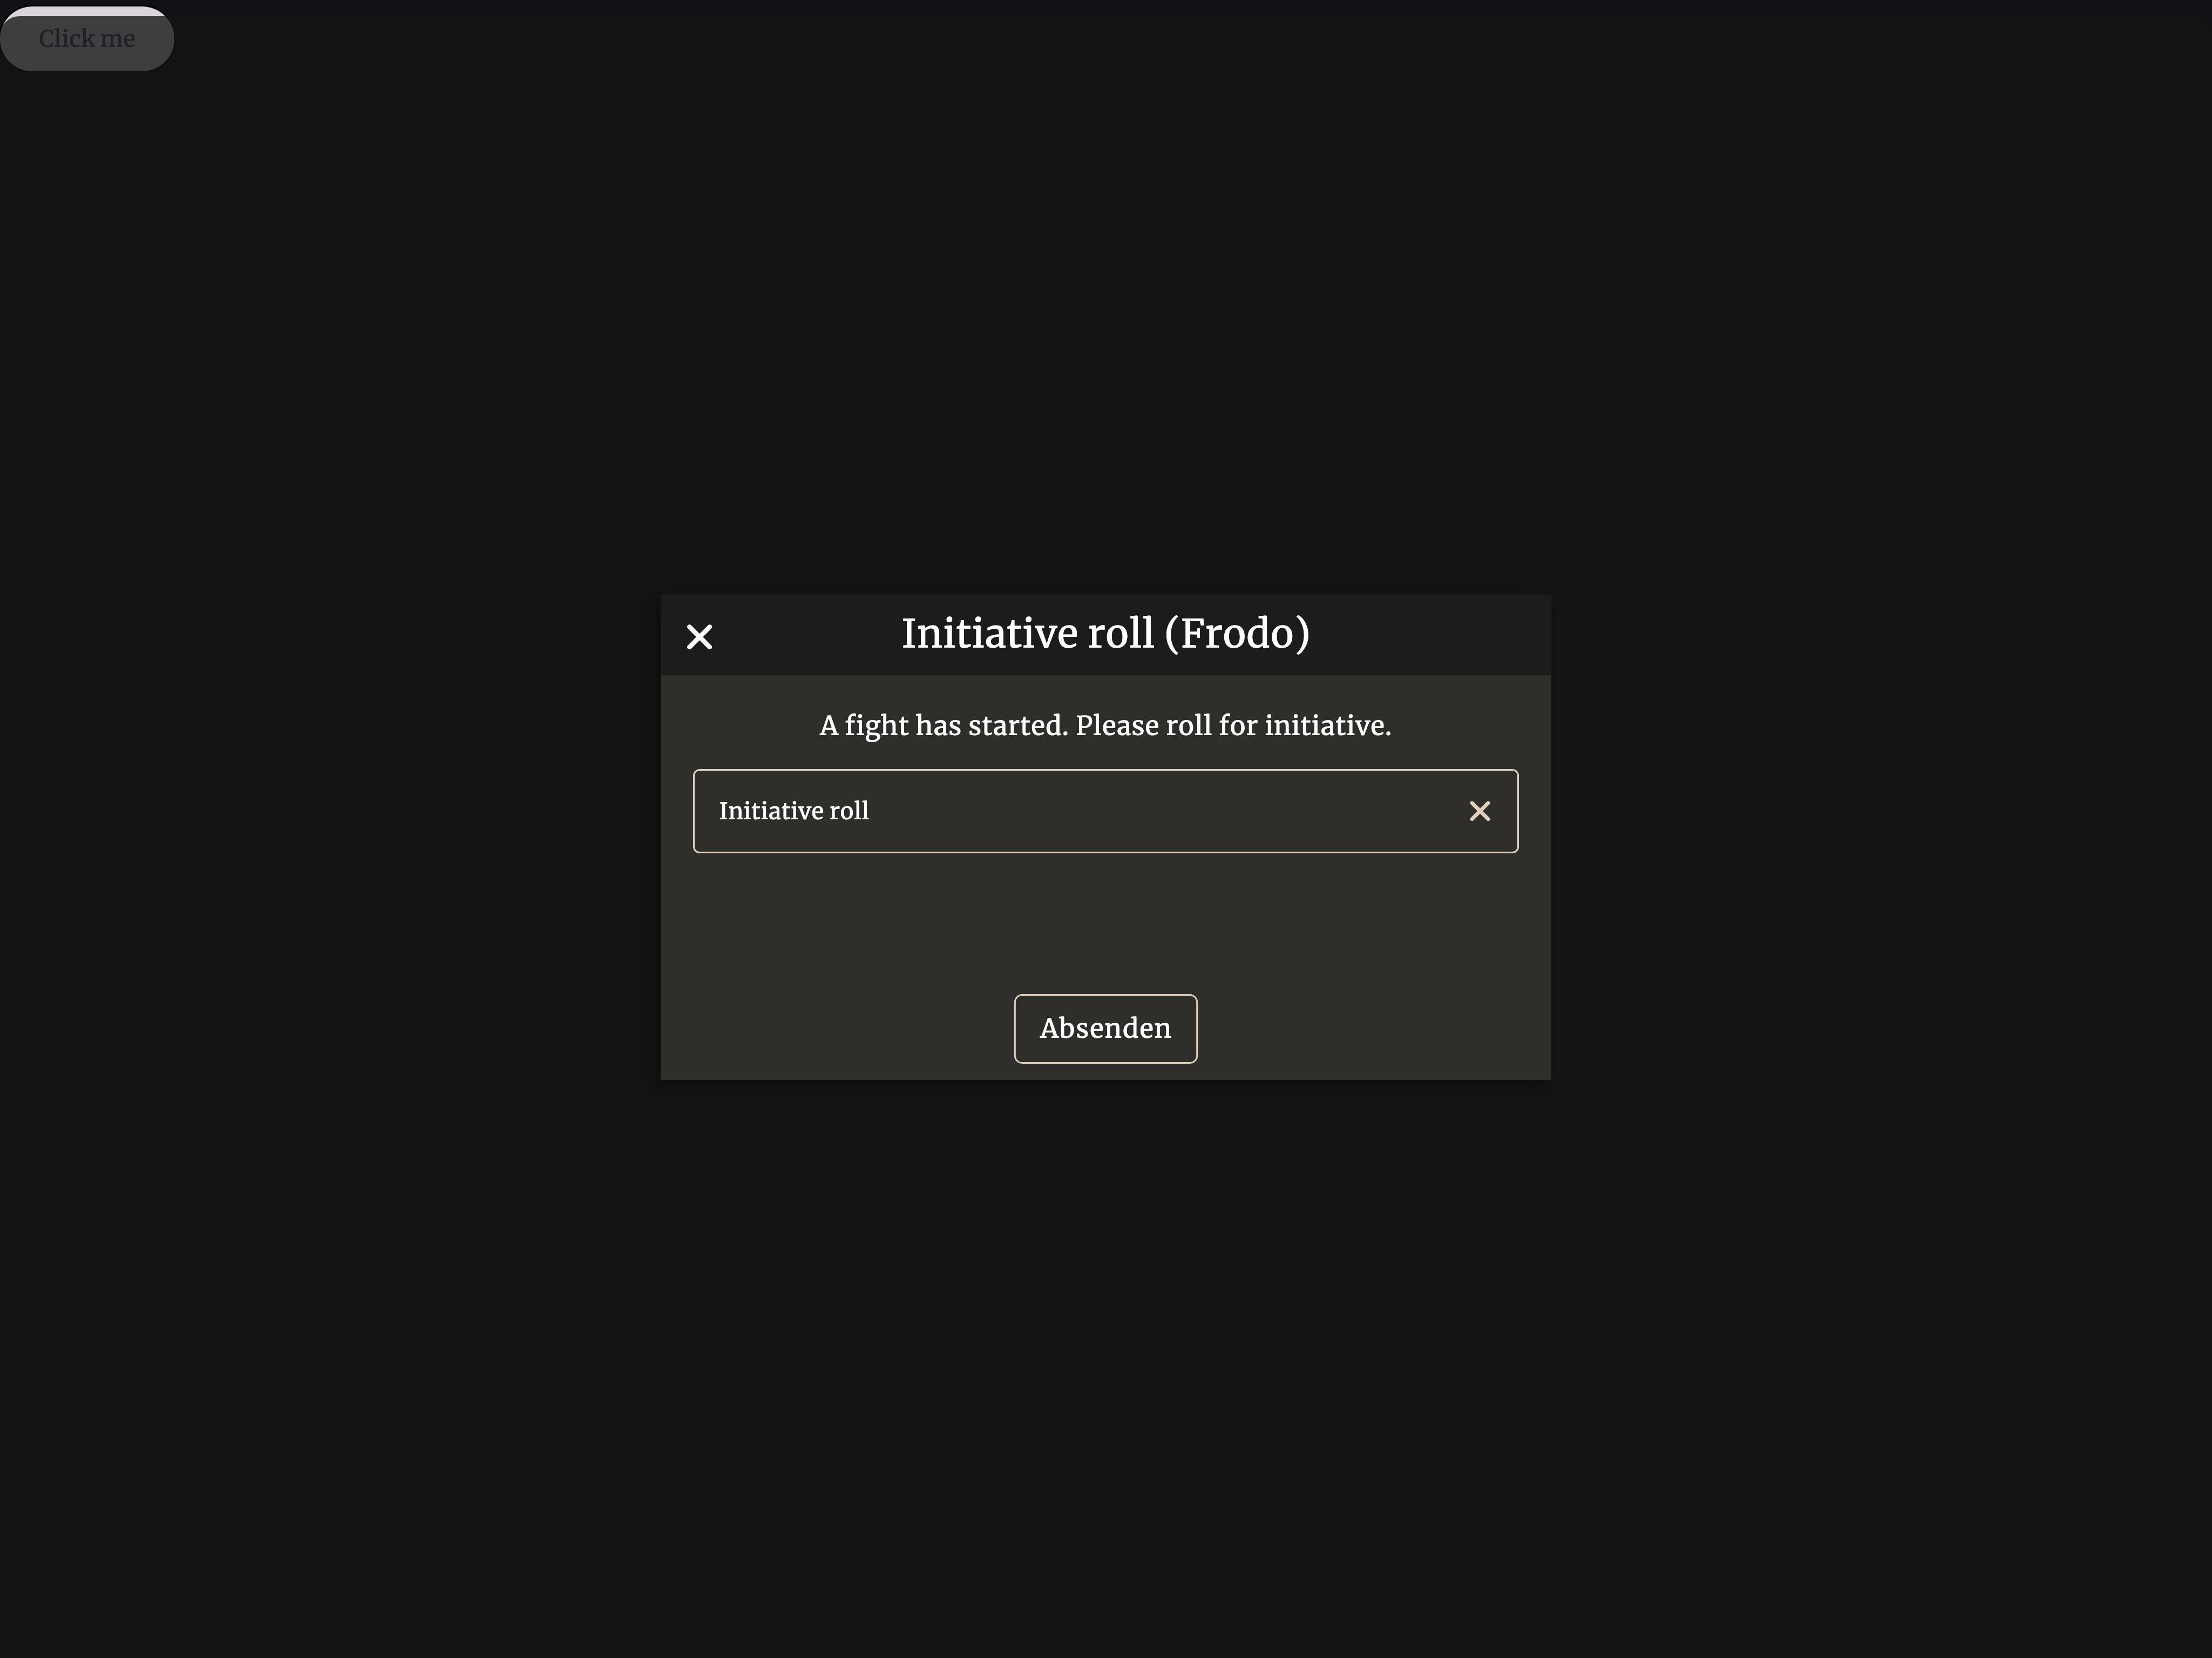 Click me
Initiative roll (Frodo)
A fight has started. Please roll for initiative.
Initiative roll
Absenden